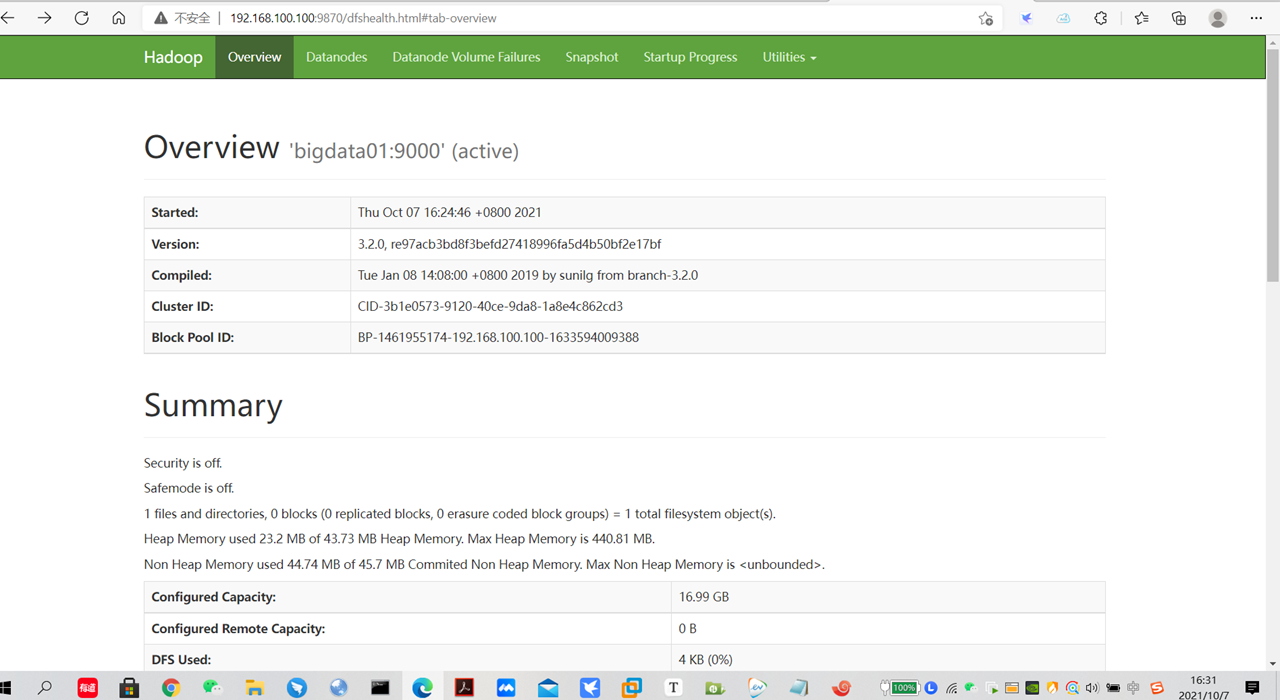 不安全 | 192.168.100.100:9870/dfshealth.html#tab-overview
Hadoop Overview Datanodes Datanode Volume Failures Snapshot Startup Progress Utilities
Overview 'bigdata01:9000' (active)
Started: Thu Oct 07 16:24:46 +0800 2021
Version: 3.2.0, re97acb3bd8f3befd27418996fa5d4b50bf2e17bf
Compiled: Tue Jan 08 14:08:00 +0800 2019 by sunilg from branch-3.2.0
Cluster ID: CID-3b1e0573-9120-40ce-9da8-1a8e4c862cd3
Block Pool ID: BP-1461955174-192.168.100.100-1633594009388
Summary
Security is off.
Safemode is off.
1 files and directories, 0 blocks (0 replicated blocks, 0 erasure coded block groups) = 1 total filesystem object(s).
Heap Memory used 23.2 MB of 43.73 MB Heap Memory. Max Heap Memory is 440.81 MB.
Non Heap Memory used 44.74 MB of 45.7 MB Commited Non Heap Memory. Max Non Heap Memory is <unbounded>.
Configured Capacity: 16.99 GB
Configured Remote Capacity: 0 B
DFS Used: 4 KB (0%)
有道
T
100%
16:31
2021/10/7